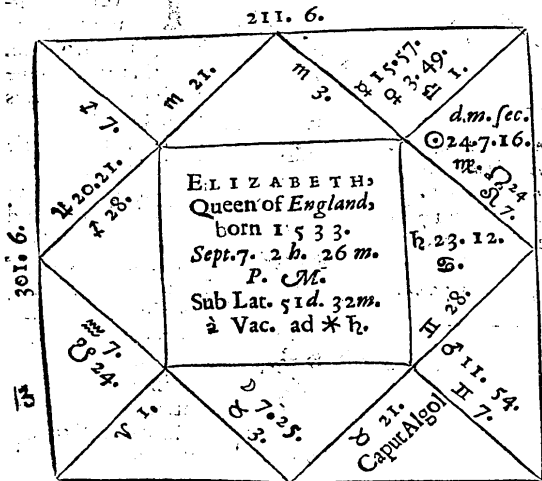 211. 6.
♐ 7.
♏ 21.
♏ 3.
☿ 15. 57.
♀ 3. 49.
♎ 1.
d. m. ſec.
☉ 24. 7. 16.
♍. ☊ 24
♌ 7.
♃ 20. 21.
♐ 28.
ELIZABETH,
Queen of England,
born 1533.
Sept. 7. 2 h. 26 m.
P. M.
Sub Lat. 51 d. 32 m.
à Vac. ad ⚹ ♄.
♄ 23. 12.
♋.
301. 6.
♊ 28.
♒ 7.
☋ 24.
♂ 11. 54.
♊ 7.
♈ 1.
☽ 7. 25.
♉ 3.
♉ 21.
Caput Algol